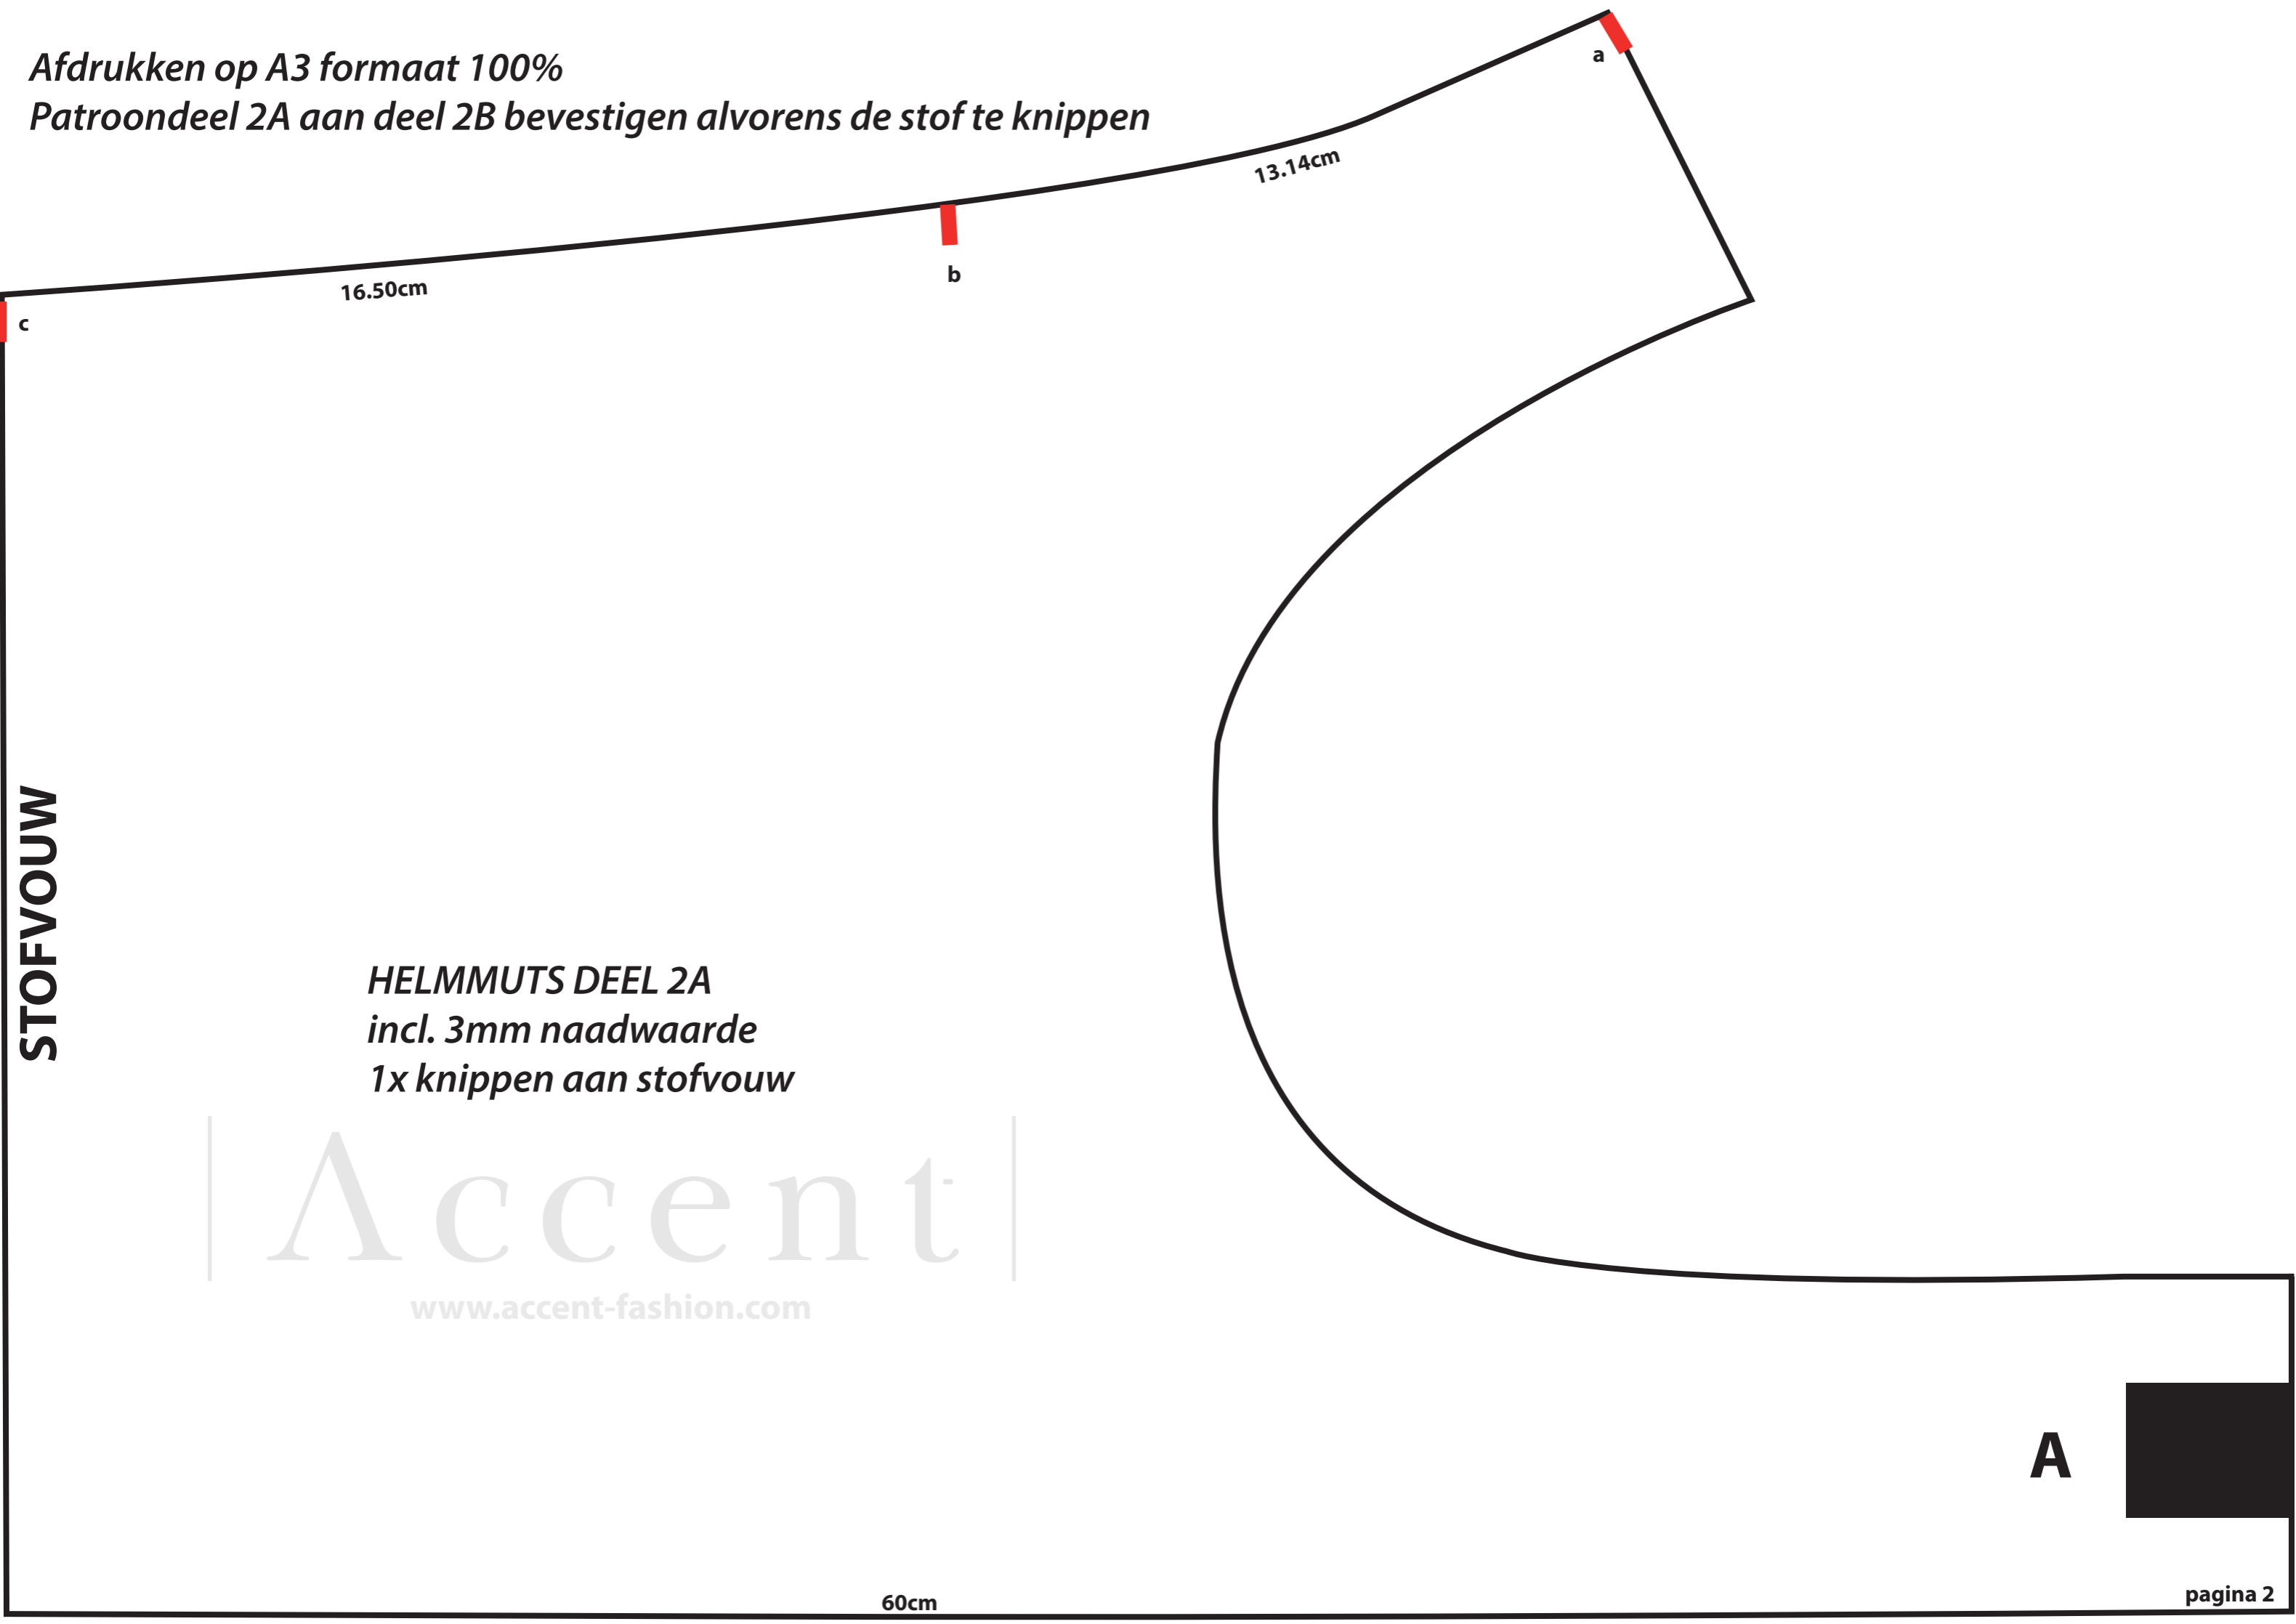 Afdrukken op A3 formaat 100%
Patroondeel 2A aan deel 2B bevestigen alvorens de stof te knippen
a
13.14cm
b
16.50cm
c
STOFVOUW
HELMMUTS DEEL 2A
incl. 3mm naadwaarde
1x knippen aan stofvouw
Accent
www.accent-fashion.com
A
pagina 2
60cm